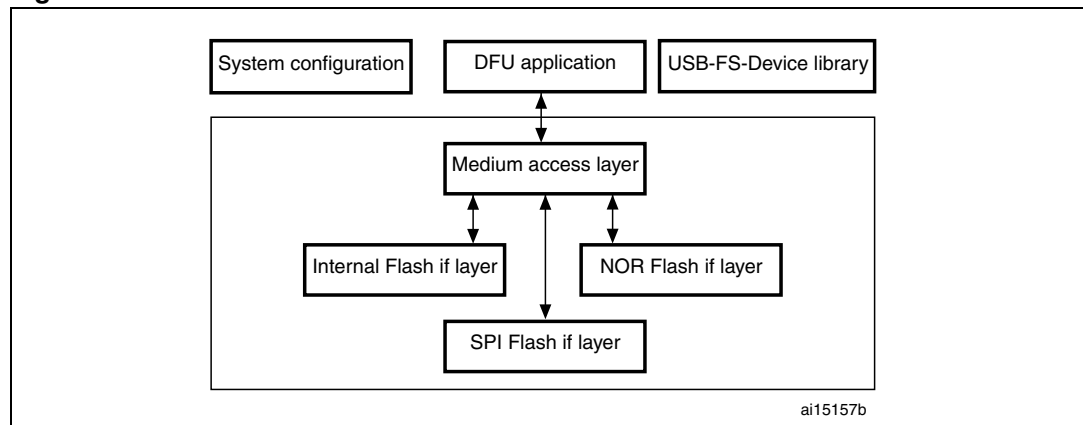 System configuration
DFU application
USB-FS-Device library
Medium access layer
Internal Flash if layer
NOR Flash if layer
SPI Flash if layer
ai15157b